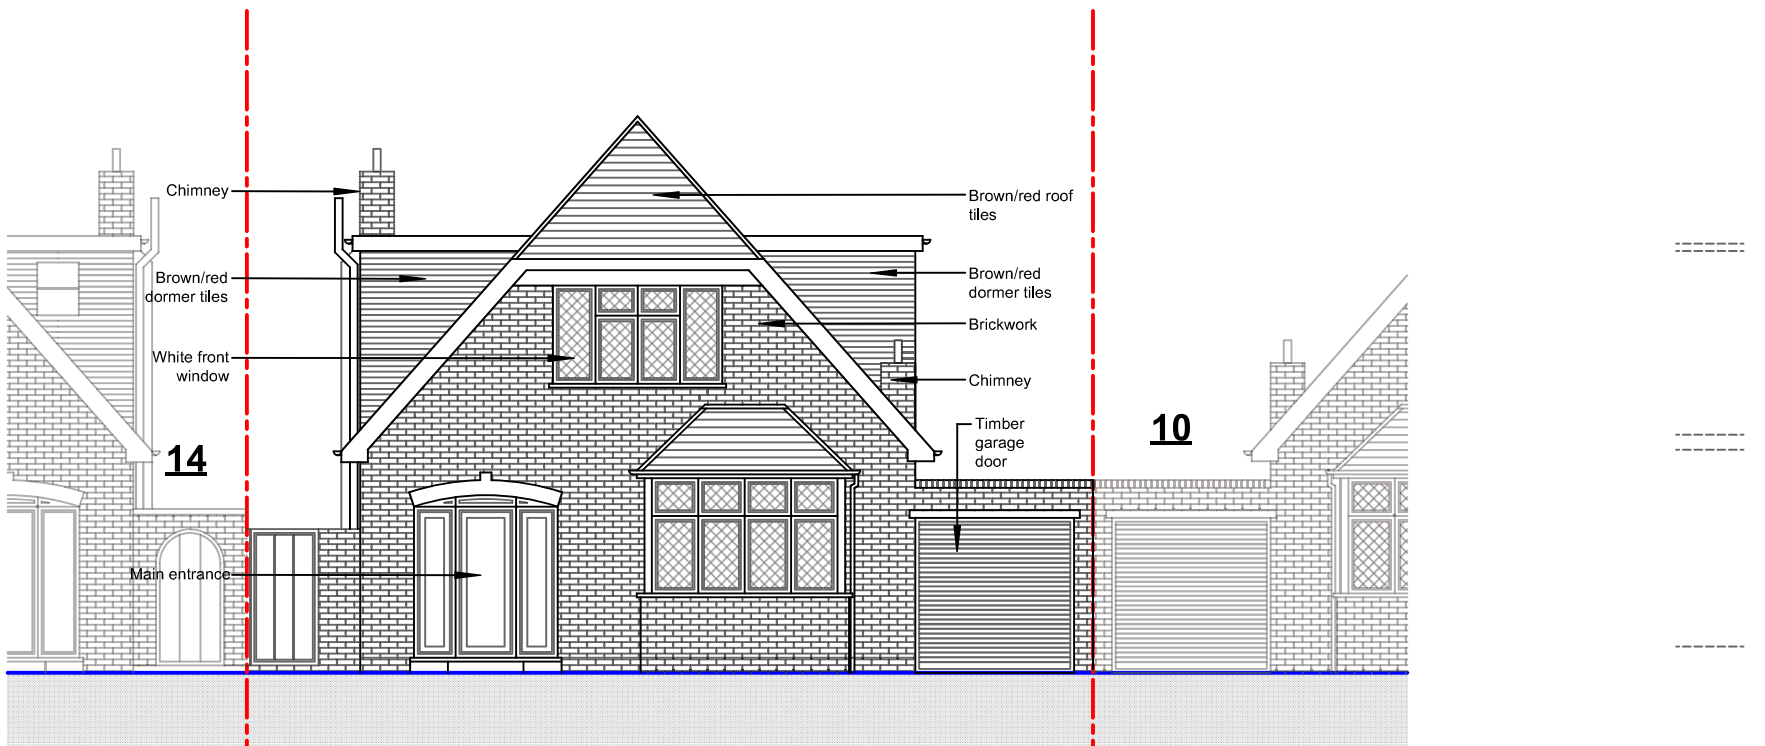 Chimney
Brown/red roof
tiles
Brown/red
dormer tiles
Brown/red
dormer tiles
Brickwork
White front
window
Chimney
Timber
garage
door
10
14
Main entrance